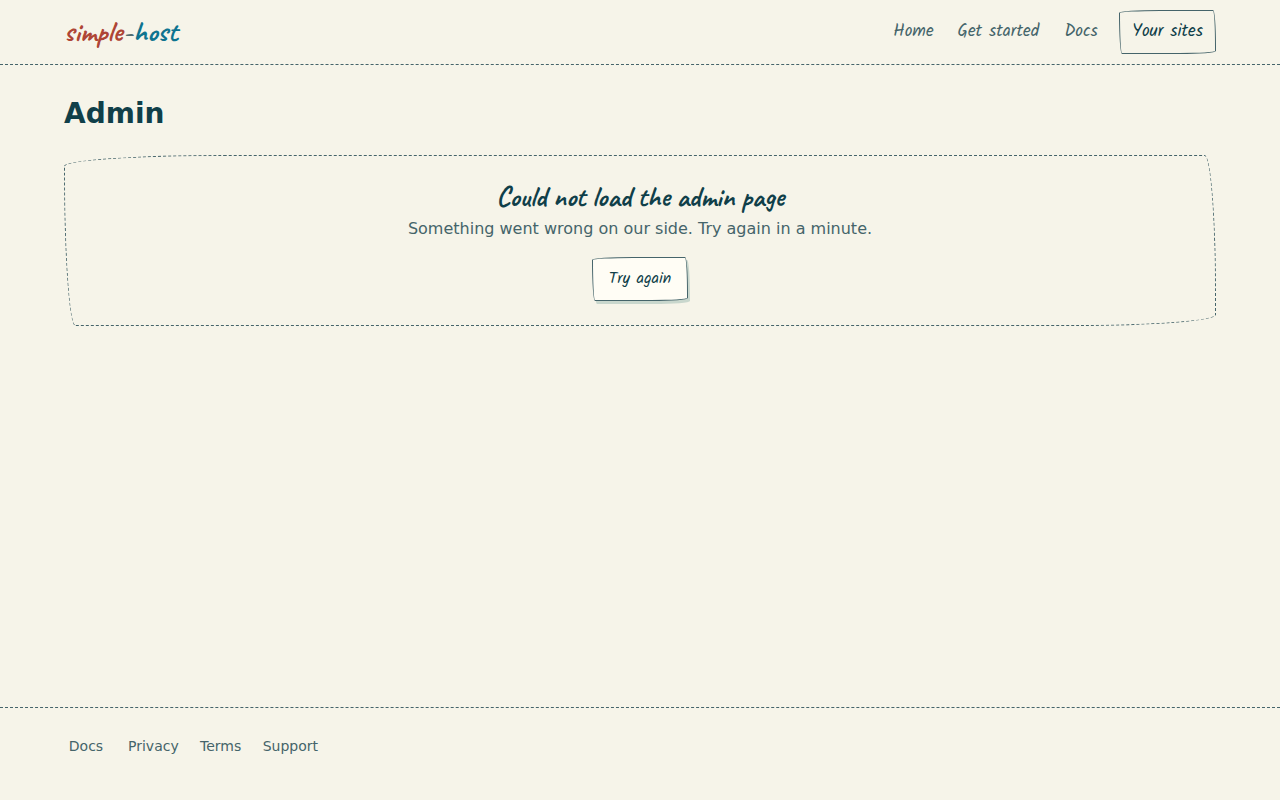 simple-host
Home Get started Docs Your sites
Admin
Could not load the admin page
Something went wrong on our side. Try again in a minute.
Try again
Docs Privacy Terms Support